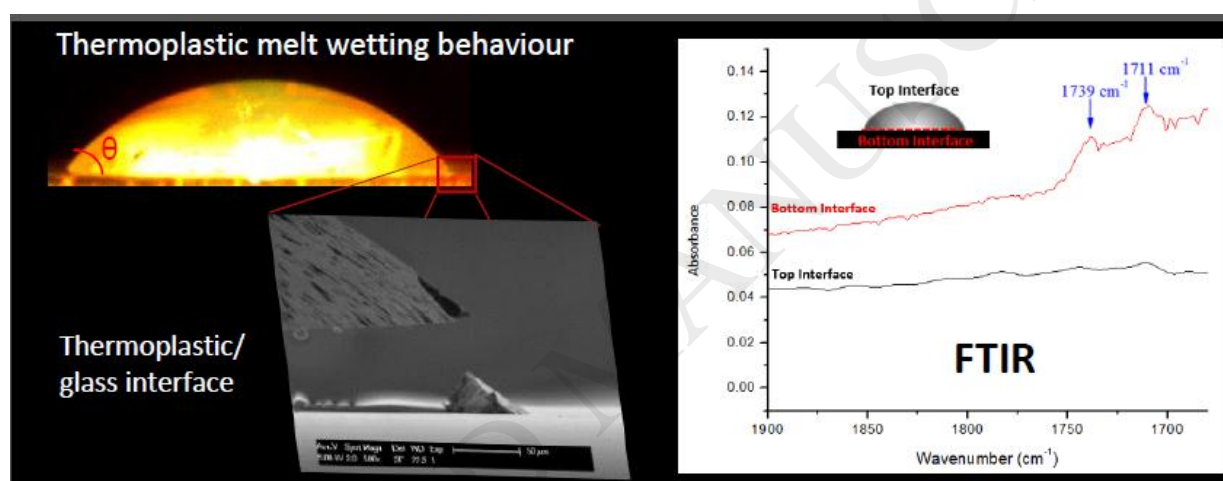 Thermoplastic melt wetting behaviour
θ
Thermoplastic/
glass interface
50 µm
1711 cm⁻¹
1739 cm⁻¹
Top Interface
Bottom Interface
Bottom Interface
Top Interface
FTIR
Absorbance
0.14
0.12
0.10
0.08
0.06
0.04
0.02
0.00
1900
1850
1800
1750
1700
Wavenumber (cm⁻¹)